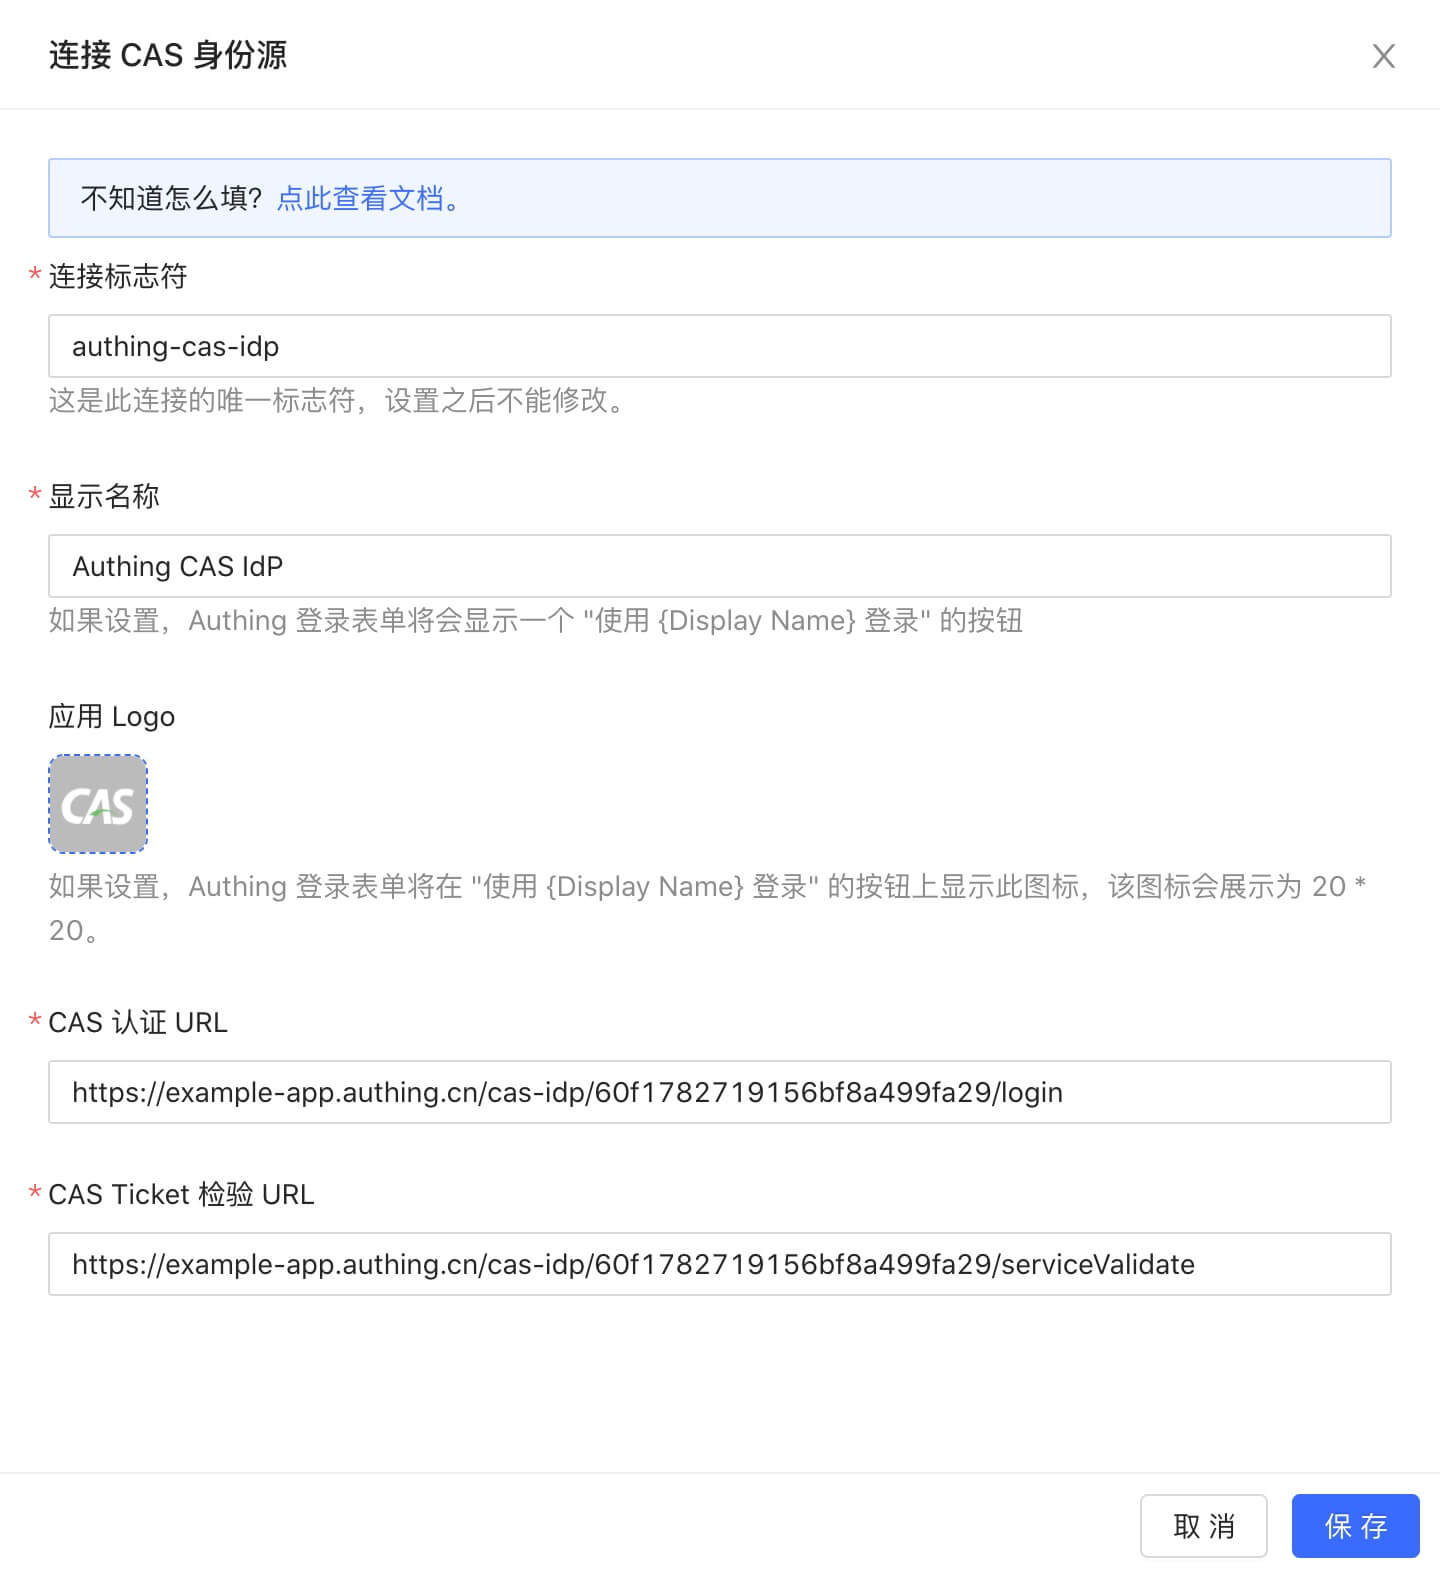 连接 CAS 身份源
不知道怎么填？点此查看文档。
* 连接标志符
authing-cas-idp
这是此连接的唯一标志符，设置之后不能修改。
* 显示名称
Authing CAS IdP
如果设置，Authing 登录表单将会显示一个 "使用 {Display Name} 登录" 的按钮
应用 Logo
CAS
如果设置，Authing 登录表单将在 "使用 {Display Name} 登录" 的按钮上显示此图标，该图标会展示为 20 *
20。
* CAS 认证 URL
https://example-app.authing.cn/cas-idp/60f1782719156bf8a499fa29/login
* CAS Ticket 检验 URL
https://example-app.authing.cn/cas-idp/60f1782719156bf8a499fa29/serviceValidate
取 消 保 存